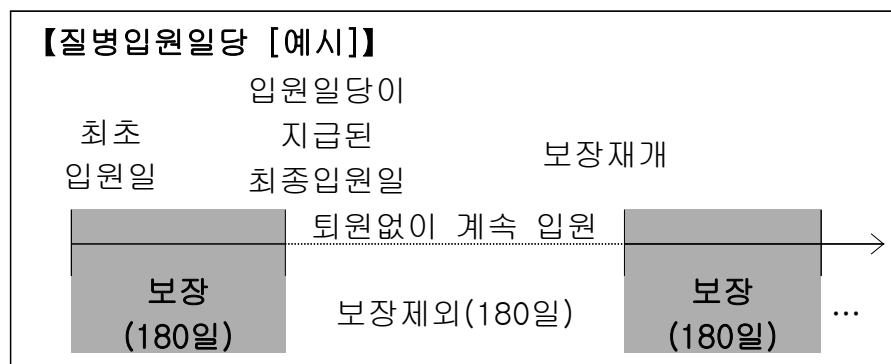 【질병입원일당 [예시]】
최초
입원일
입원일당이
지급된
최종입원일
보장재개
퇴원없이 계속 입원
보장
(180일)
보장제외(180일)
보장
(180일)
…